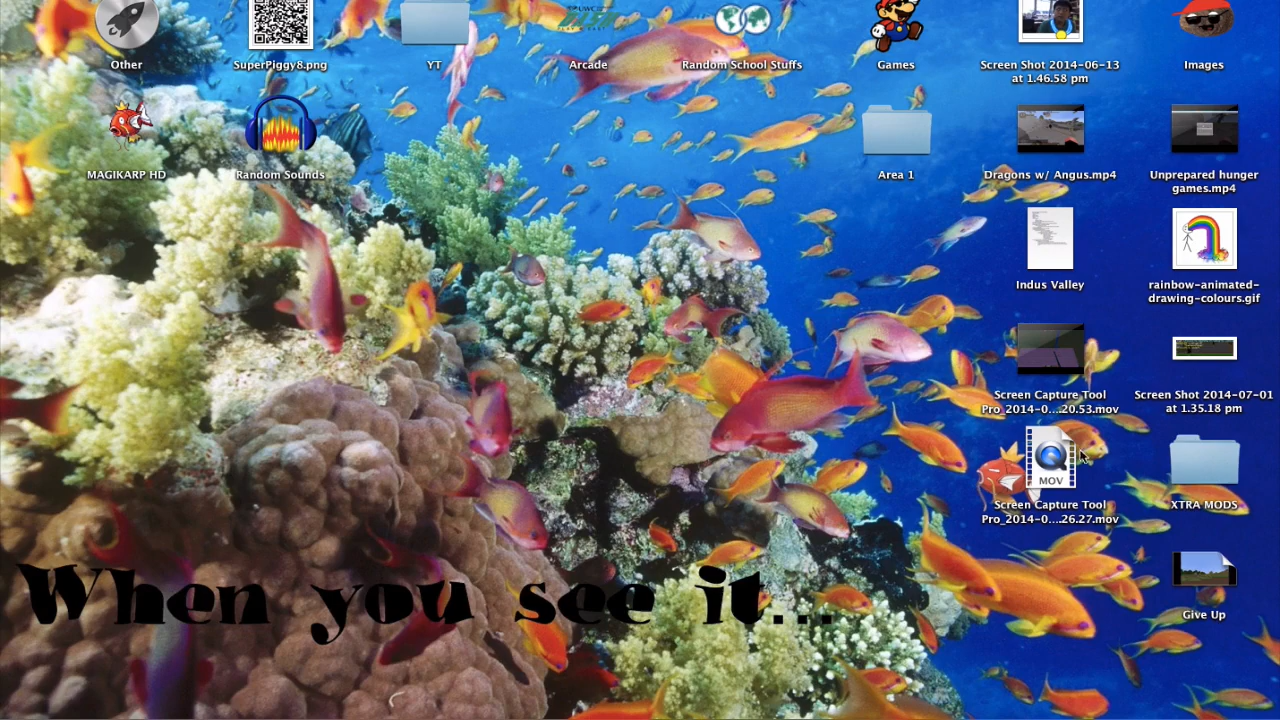 UWC
Other
SuperPiggy8.png
YT
Arcade
Random School Stuffs
Games
Screen Shot 2014-06-13
at 1.46.58 pm
Images
MAGIKARP HD
Random Sounds
Area 1
Dragons w/ Angus.mp4
Unprepared hunger
games.mp4
Indus Valley
rainbow-animated-
drawing-colours.gif
Screen Capture Tool
Pro_2014-0...20.53.mov
Screen Shot 2014-07-01
at 1.35.18 pm
MOV
Screen Capture Tool
Pro_2014-0...26.27.mov
XTRA MODS
When you see it...
Give Up